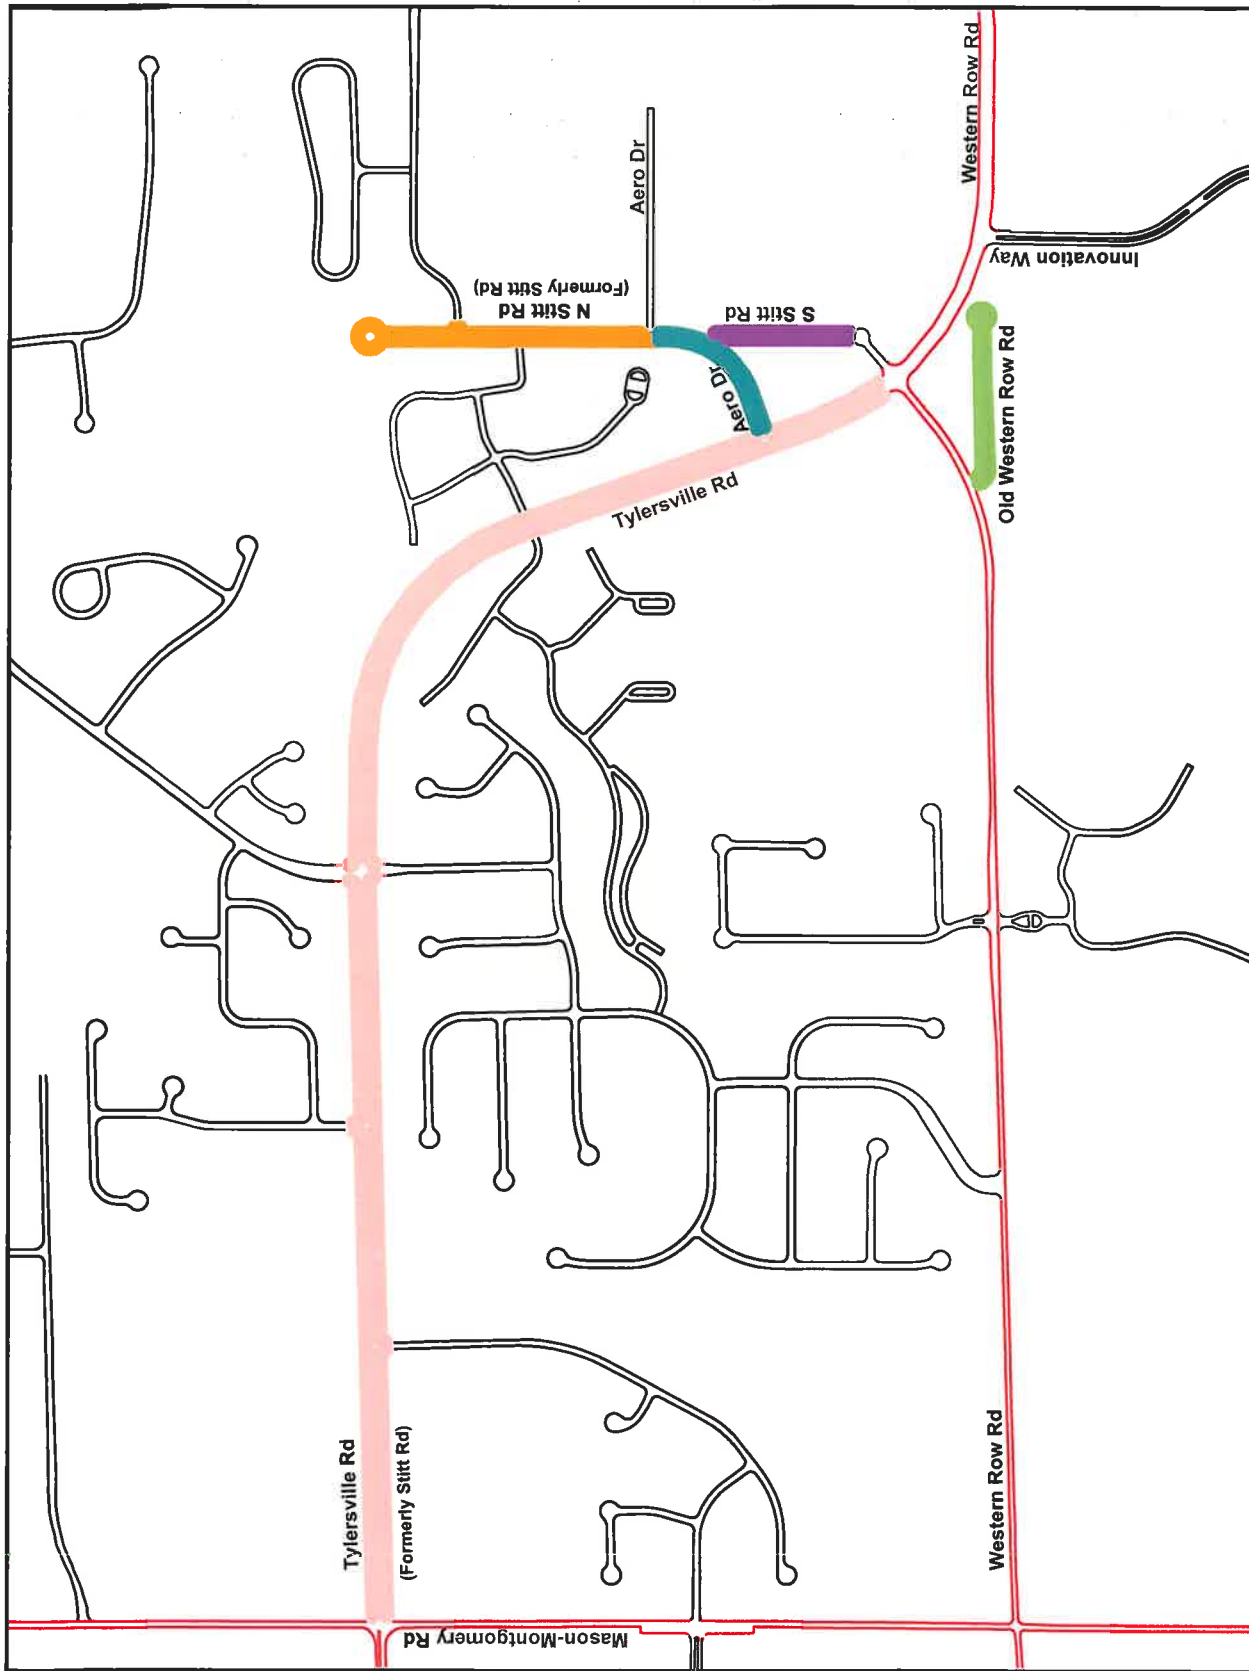 Western Row Rd
Aero Dr
Western Row Rd
Innovation Way
N Stitt Rd
(Formerly Stitt Rd)
S Stitt Rd
Aero Dr
Old Western Row Rd
Tylersville Rd
Tylersville Rd
(Formerly Stitt Rd)
Mason-Montgomery Rd